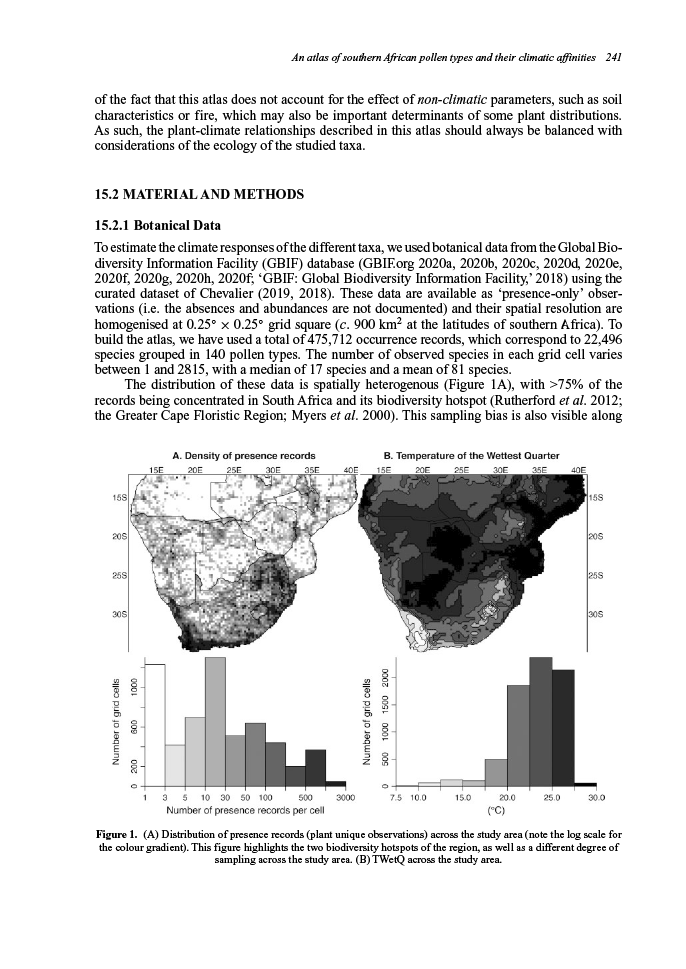 An atlas of southern African pollen types and their climatic affinities 241
of the fact that this atlas does not account for the effect of non-climatic parameters, such as soil
characteristics or fire, which may also be important determinants of some plant distributions.
As such, the plant-climate relationships described in this atlas should always be balanced with
considerations of the ecology of the studied taxa.
15.2 MATERIAL AND METHODS
15.2.1 Botanical Data
To estimate the climate responses of the different taxa, we used botanical data from the Global Bio-
diversity Information Facility (GBIF) database (GBIF.org 2020a, 2020b, 2020c, 2020d, 2020e,
2020f, 2020g, 2020h, 2020f; ‘GBIF: Global Biodiversity Information Facility,’ 2018) using the
curated dataset of Chevalier (2019, 2018). These data are available as ‘presence-only’ obser-
vations (i.e. the absences and abundances are not documented) and their spatial resolution are
homogenised at 0.25° × 0.25° grid square (c. 900 km² at the latitudes of southern Africa). To
build the atlas, we have used a total of 475,712 occurrence records, which correspond to 22,496
species grouped in 140 pollen types. The number of observed species in each grid cell varies
between 1 and 2815, with a median of 17 species and a mean of 81 species.
The distribution of these data is spatially heterogenous (Figure 1A), with >75% of the
records being concentrated in South Africa and its biodiversity hotspot (Rutherford et al. 2012;
the Greater Cape Floristic Region; Myers et al. 2000). This sampling bias is also visible along
A. Density of presence records
15E 20E 25E 30E 35E 40E
15S
20S
25S
30S
Number of grid cells
0 200 600 1000
1 3 5 10 30 50 100 500 3000
Number of presence records per cell
B. Temperature of the Wettest Quarter
15E 20E 25E 30E 35E 40E
15S
20S
25S
30S
Number of grid cells
0 500 1000 1500 2000
7.5 10.0 15.0 20.0 25.0 30.0
(°C)
Figure 1. (A) Distribution of presence records (plant unique observations) across the study area (note the log scale for
the colour gradient). This figure highlights the two biodiversity hotspots of the region, as well as a different degree of
sampling across the study area. (B) TWetQ across the study area.